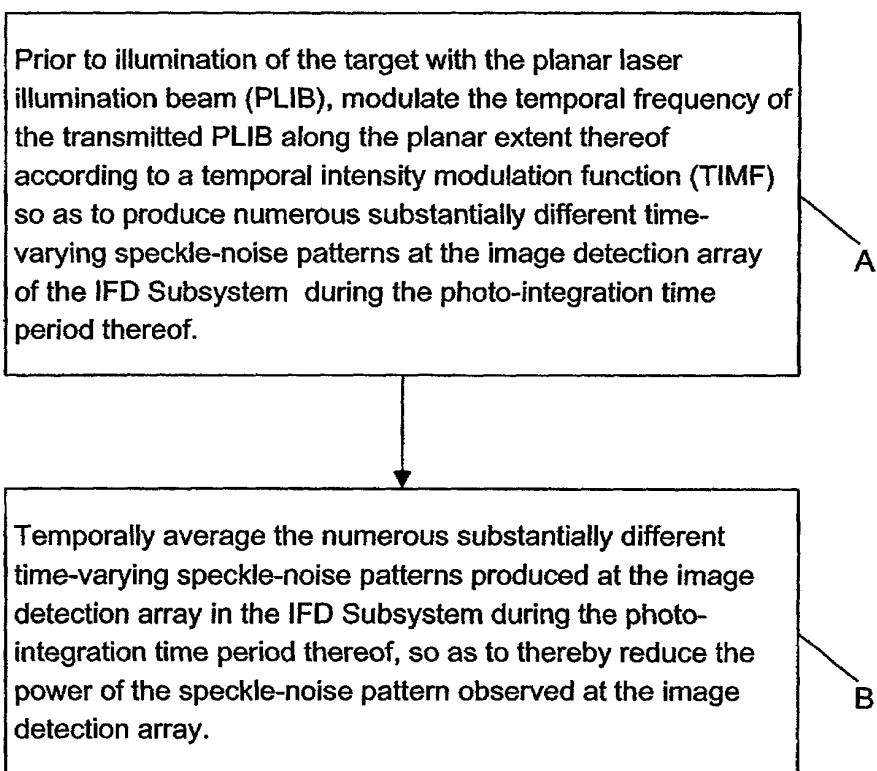 Prior to illumination of the target with the planar laser
illumination beam (PLIB), modulate the temporal frequency of
the transmitted PLIB along the planar extent thereof
according to a temporal intensity modulation function (TIMF)
so as to produce numerous substantially different time-
varying speckle-noise patterns at the image detection array
of the IFD Subsystem during the photo-integration time
period thereof.
A
Temporally average the numerous substantially different
time-varying speckle-noise patterns produced at the image
detection array in the IFD Subsystem during the photo-
integration time period thereof, so as to thereby reduce the
power of the speckle-noise pattern observed at the image
detection array.
B